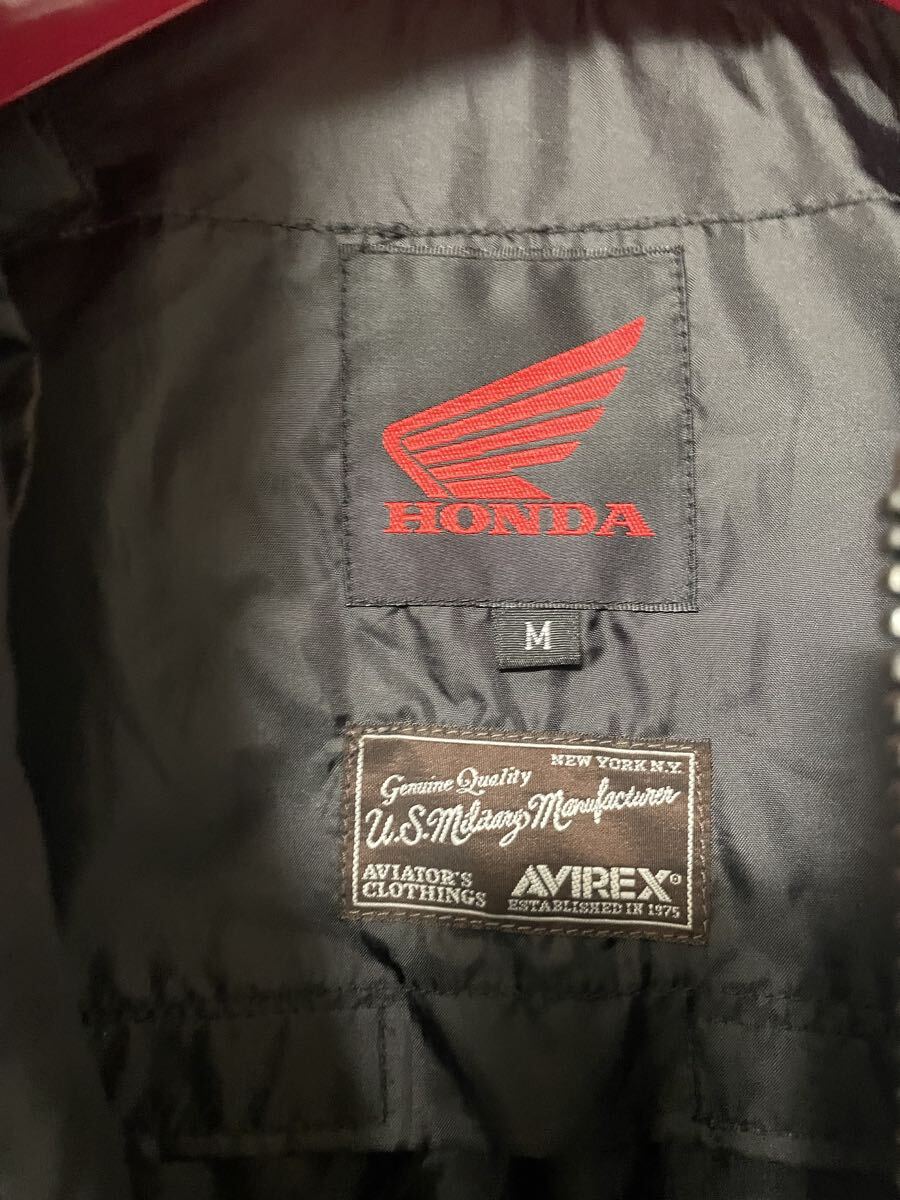 HONDA
M
NEW YORK N.Y.
Genuine Quality
U.S. Military Manufacturer
AVIATOR'S
CLOTHINGS
AVIREX®
ESTABLISHED IN 1975